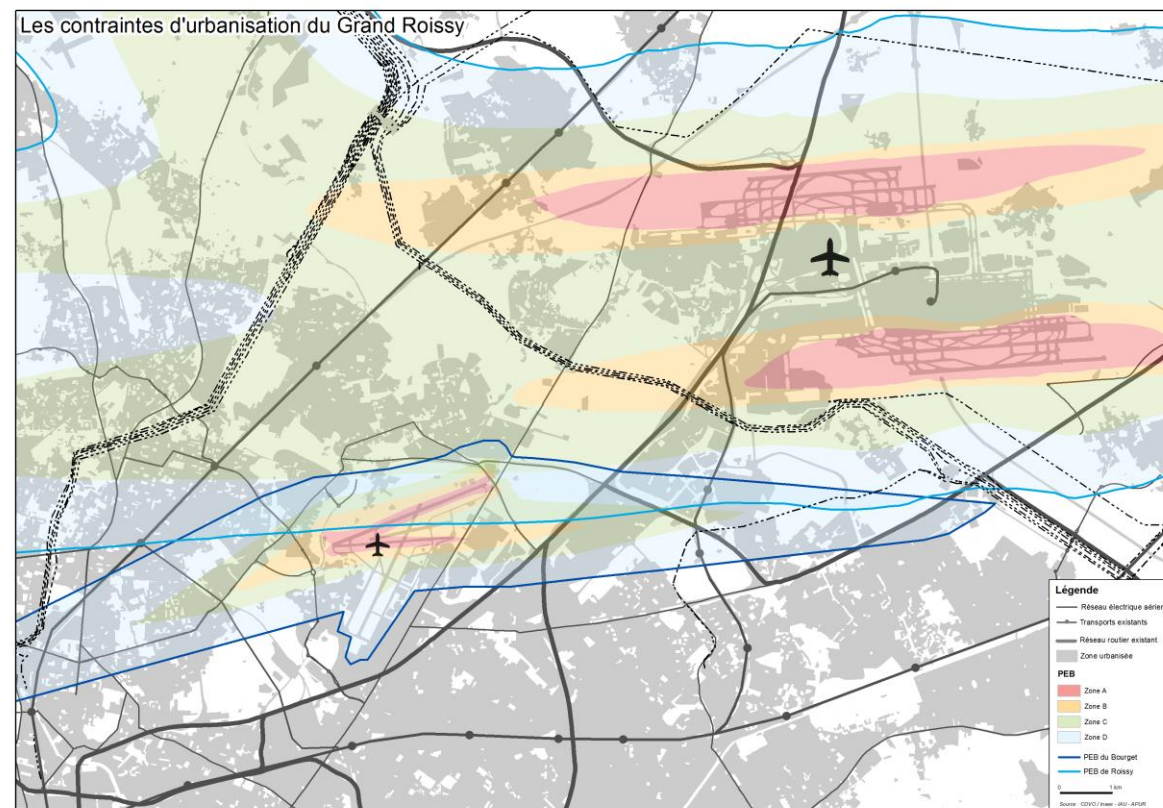 Les contraintes d'urbanisation du Grand Roissy
Légende
Réseau électrique aérien
Transports existants
Réseau routier existant
Zone urbanisée
PEB
Zone A
Zone B
Zone C
Zone D
PEB du Bourget
PEB de Roissy
0 1 km
Source : CDVO / Insee - IAU - APUR